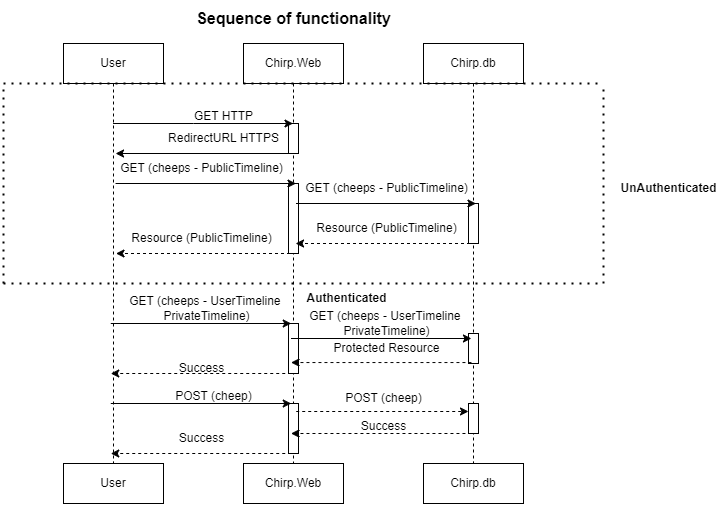 Sequence of functionality
User
Chirp.Web
Chirp.db
GET HTTP
RedirectURL HTTPS
GET (cheeps - PublicTimeline)
GET (cheeps - PublicTimeline)
UnAuthenticated
Resource (PublicTimeline)
Resource (PublicTimeline)
Authenticated
GET (cheeps - UserTimeline
PrivateTimeline)
GET (cheeps - UserTimeline
PrivateTimeline)
Protected Resource
Success
POST (cheep)
POST (cheep)
Success
Success
User
Chirp.Web
Chirp.db